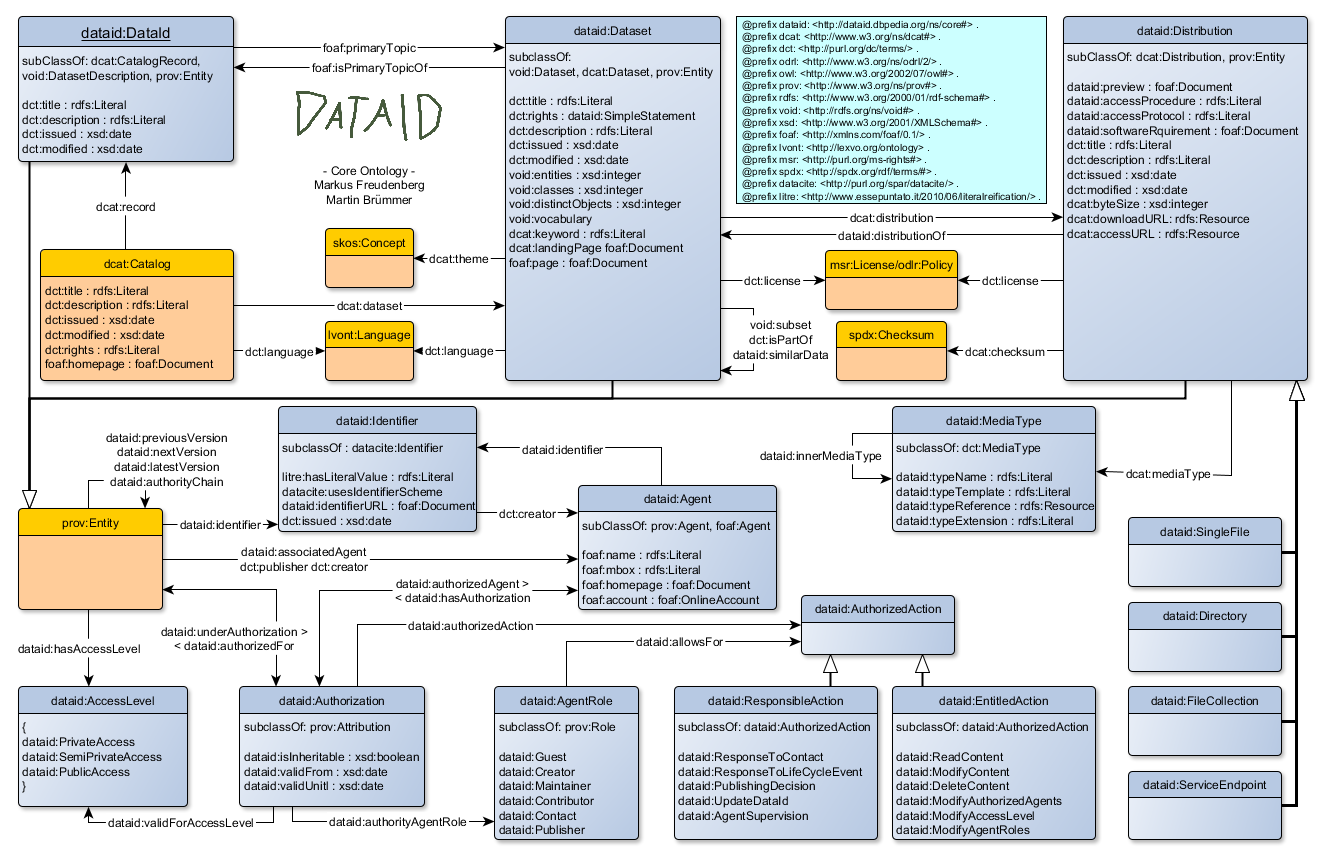 dataid:DataId
subClassOf: dcat:CatalogRecord,
void:DatasetDescription, prov:Entity
dct:title : rdfs:Literal
dct:description : rdfs:Literal
dct:issued : xsd:date
dct:modified : xsd:date
foaf:primaryTopic
foaf:isPrimaryTopicOf
DATAID
- Core Ontology -
Markus Freudenberg
Martin Brümmer
dataid:Dataset
subclassOf:
void:Dataset, dcat:Dataset, prov:Entity
dct:title : rdfs:Literal
dct:rights : dataid:SimpleStatement
dct:description : rdfs:Literal
dct:issued : xsd:date
dct:modified : xsd:date
void:entities : xsd:integer
void:classes : xsd:integer
void:distinctObjects : xsd:integer
void:vocabulary
dcat:keyword : rdfs:Literal
dcat:landingPage foaf:Document
foaf:page : foaf:Document
@prefix dataid: <http://dataid.dbpedia.org/ns/core#> .
@prefix dcat: <http://www.w3.org/ns/dcat#> .
@prefix dct: <http://purl.org/dc/terms/> .
@prefix odrl: <http://www.w3.org/ns/odrl/2/> .
@prefix owl: <http://www.w3.org/2002/07/owl#> .
@prefix prov: <http://www.w3.org/ns/prov#> .
@prefix rdfs: <http://www.w3.org/2000/01/rdf-schema#> .
@prefix void: <http://rdfs.org/ns/void#> .
@prefix xsd: <http://www.w3.org/2001/XMLSchema#> .
@prefix foaf: <http://xmlns.com/foaf/0.1/> .
@prefix lvont: <http://lexvo.org/ontology> .
@prefix msr: <http://purl.org/ms-rights#> .
@prefix spdx: <http://spdx.org/rdf/terms/#> .
@prefix datacite: <http://purl.org/spar/datacite/> .
@prefix litre: <http://www.essepuntato.it/2010/06/literalreification/> .
dataid:Distribution
subClassOf: dcat:Distribution, prov:Entity
dataid:preview : foaf:Document
dataid:accessProcedure : rdfs:Literal
dataid:accessProtocol : rdfs:Literal
dataid:softwareRquirement : foaf:Document
dct:title : rdfs:Literal
dct:description : rdfs:Literal
dct:issued : xsd:date
dct:modified : xsd:date
dcat:byteSize : xsd:integer
dcat:downloadURL: rdfs:Resource
dcat:accessURL : rdfs:Resource
dcat:record
dcat:Catalog
dct:title : rdfs:Literal
dct:description : rdfs:Literal
dct:issued : xsd:date
dct:modified : xsd:date
dct:rights : rdfs:Literal
foaf:homepage : foaf:Document
skos:Concept
dcat:theme
dcat:dataset
lvont:Language
dct:language
dct:language
dcat:distribution
dataid:distributionOf
msr:License/odlr:Policy
dct:license
dct:license
void:subset
dct:isPartOf
dataid:similarData
spdx:Checksum
dcat:checksum
dataid:previousVersion
dataid:nextVersion
dataid:latestVersion
dataid:authorityChain
dataid:Identifier
subclassOf : datacite:Identifier
litre:hasLiteralValue : rdfs:Literal
datacite:usesIdentifierScheme
dataid:identifierURL : foaf:Document
dct:issued : xsd:date
dataid:identifier
dataid:MediaType
subclassOf: dct:MediaType
dataid:typeName : rdfs:Literal
dataid:typeTemplate : rdfs:Literal
dataid:typeReference : rdfs:Resource
dataid:typeExtension : rdfs:Literal
dataid:innerMediaType
dcat:mediaType
prov:Entity
dataid:identifier
dct:creator
dataid:Agent
subClassOf: prov:Agent, foaf:Agent
foaf:name : rdfs:Literal
foaf:mbox : rdfs:Literal
foaf:homepage : foaf:Document
foaf:account : foaf:OnlineAccount
dataid:associatedAgent
dct:publisher dct:creator
dataid:authorizedAgent >
< dataid:hasAuthorization
dataid:SingleFile
dataid:Directory
dataid:FileCollection
dataid:ServiceEndpoint
dataid:AuthorizedAction
dataid:underAuthorization >
< dataid:authorizedFor
dataid:authorizedAction
dataid:allowsFor
dataid:hasAccessLevel
dataid:AccessLevel
{
dataid:PrivateAccess
dataid:SemiPrivateAccess
dataid:PublicAccess
}
dataid:Authorization
subclassOf: prov:Attribution
dataid:isInheritable : xsd:boolean
dataid:validFrom : xsd:date
dataid:validUnitl : xsd:date
dataid:AgentRole
subclassOf: prov:Role
dataid:Guest
dataid:Creator
dataid:Maintainer
dataid:Contributor
dataid:Contact
dataid:Publisher
dataid:ResponsibleAction
subclassOf: dataid:AuthorizedAction
dataid:ResponseToContact
dataid:ResponseToLifeCycleEvent
dataid:PublishingDecision
dataid:UpdateDataId
dataid:AgentSupervision
dataid:EntitledAction
subclassOf: dataid:AuthorizedAction
dataid:ReadContent
dataid:ModifyContent
dataid:DeleteContent
dataid:ModifyAuthorizedAgents
dataid:ModifyAccessLevel
dataid:ModifyAgentRoles
dataid:validForAccessLevel
dataid:authorityAgentRole